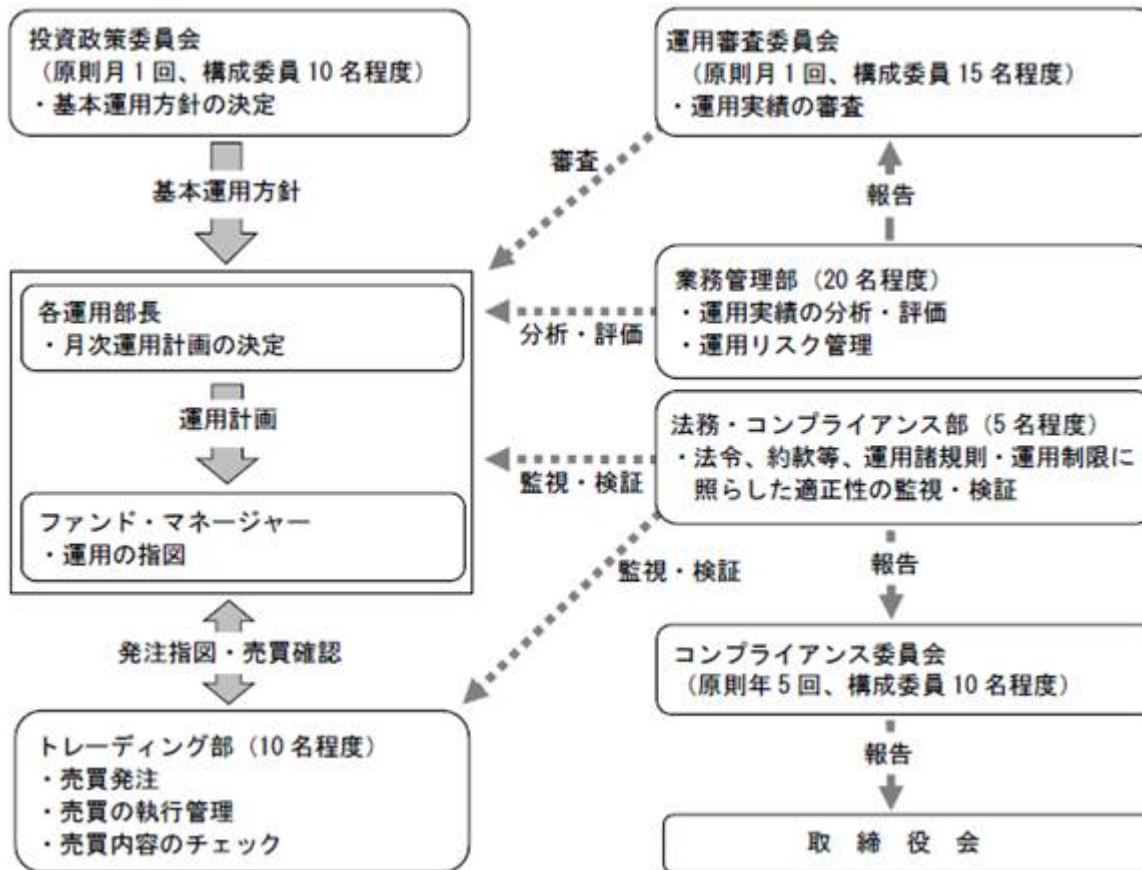 投資政策委員会
（原則月1回、構成委員10名程度）
・基本運用方針の決定
基本運用方針
各運用部長
・月次運用計画の決定
運用計画
ファンド・マネージャー
・運用の指図
発注指図・売買確認
トレーディング部（10名程度）
・売買発注
・売買の執行管理
・売買内容のチェック
運用審査委員会
（原則月1回、構成委員15名程度）
・運用実績の審査
審査
報告
業務管理部（20名程度）
・運用実績の分析・評価
・運用リスク管理
分析・評価
法務・コンプライアンス部（5名程度）
・法令、約款等、運用諸規則・運用制限に
照らした適正性の監視・検証
監視・検証
監視・検証
報告
コンプライアンス委員会
（原則年5回、構成委員10名程度）
報告
取　締　役　会